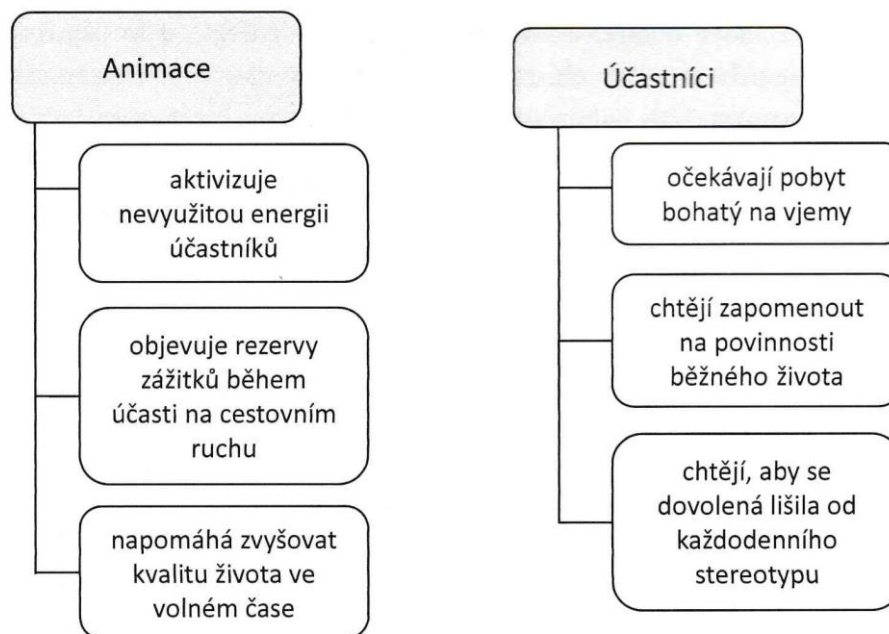 Animace
aktivizuje
nevyužitou energii
účastníků
objevuje rezervy
zážitků během
účasti na cestovním
ruchu
napomáhá zvyšovat
kvalitu života ve
volném čase
Účastníci
očekávají pobyt
bohatý na vjemy
chtějí zapomenout
na povinnosti
běžného života
chtějí, aby se
dovolená lišila od
každodenního
stereotypu